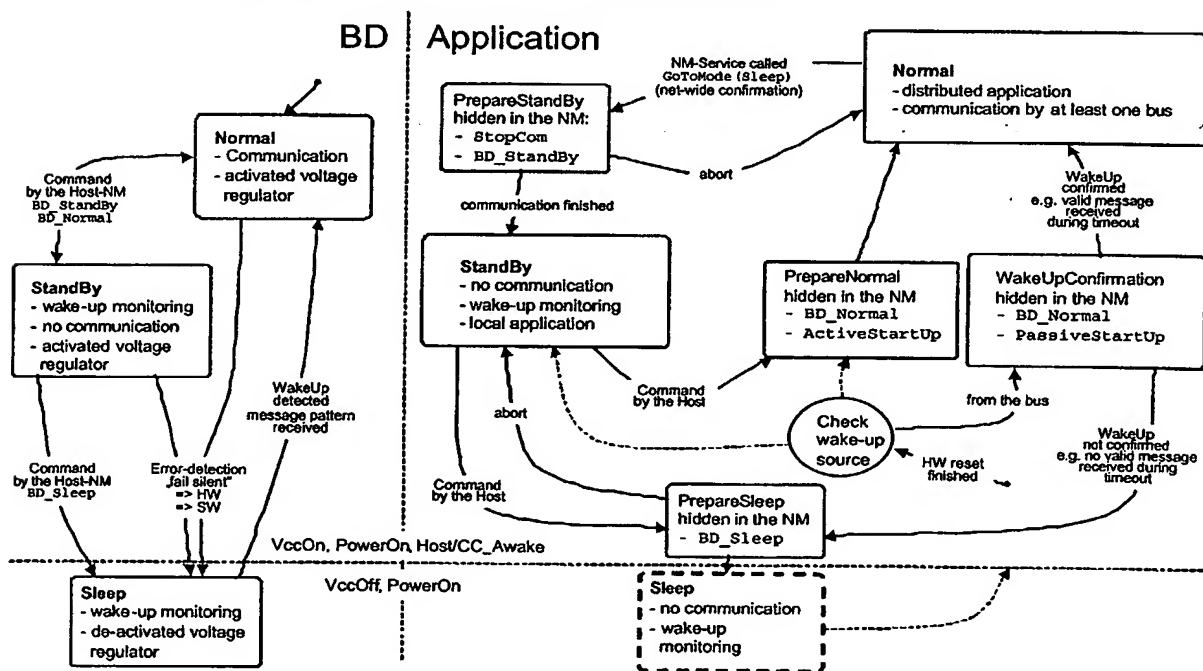 BD
Normal
- Communication
- activated voltage
regulator
Command
by the Host-NM
BD_StandBy
BD_Normal
StandBy
- wake-up monitoring
- no communication
- activated voltage
regulator
WakeUp
detected
message pattern
received
Command
by the Host-NM
BD_Sleep
Error-detection
„fail silent"
=> HW
=> SW
Sleep
- wake-up monitoring
- de-activated voltage
regulator
Application
NM-Service called
GoToMode(Sleep)
(net-wide confirmation)
Normal
- distributed application
- communication by at least one bus
PrepareStandBy
hidden in the NM:
- StopCom
- BD_StandBy
abort
communication finished
WakeUp
confirmed
e.g. valid message
received
during timeout
StandBy
- no communication
- wake-up monitoring
- local application
PrepareNormal
hidden in the NM
- BD_Normal
- ActiveStartUp
WakeUpConfirmation
hidden in the NM
- BD_Normal
- PassiveStartUp
Command
by the Host
abort
Check
wake-up
source
from the bus
HW reset
finished
WakeUp
not confirmed
e.g. no valid message
received during
timeout
Command
by the Host
PrepareSleep
hidden in the NM
- BD_Sleep
VccOn, PowerOn, Host/CC_Awake
VccOff, PowerOn
Sleep
- no communication
- wake-up
monitoring